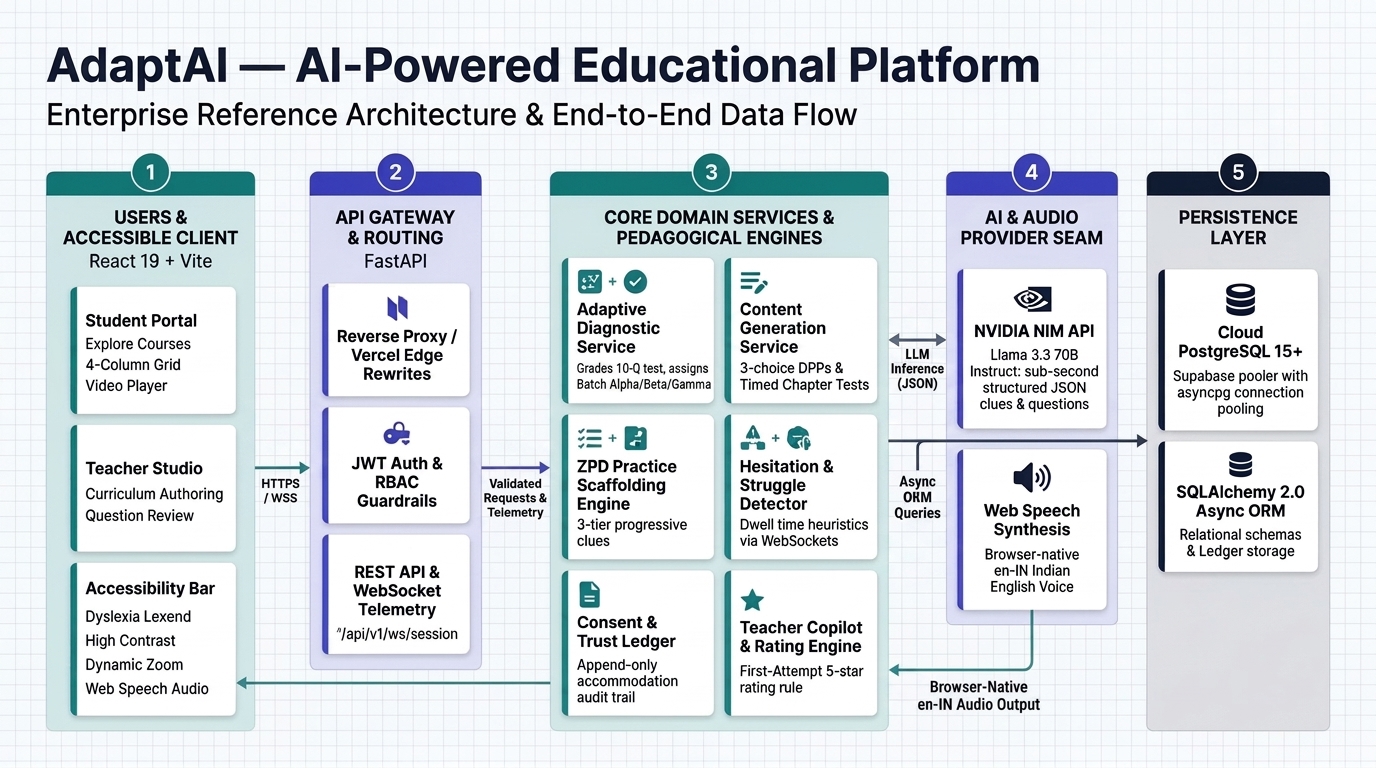 AdaptAI — AI-Powered Educational Platform
Enterprise Reference Architecture & End-to-End Data Flow
1
USERS &
ACCESSIBLE CLIENT
React 19 + Vite
Student Portal
Explore Courses
4-Column Grid
Video Player
Teacher Studio
Curriculum Authoring
Question Review
Accessibility Bar
Dyslexia Lexend
High Contrast
Dynamic Zoom
Web Speech Audio
HTTPS
/ WSS
2
API GATEWAY
& ROUTING
FastAPI
Reverse Proxy /
Vercel Edge
Rewrites
JWT Auth &
RBAC
Guardrails
REST API &
WebSocket
Telemetry
"/api/v1/ws/session
Validated
Requests &
Telemetry
3
CORE DOMAIN SERVICES &
PEDAGOGICAL ENGINES
Adaptive
Diagnostic
Service
Grades 10-Q test, assigns
Batch Alpha/Beta/Gamma
Content
Generation
Service
3-choice DPPs &
Timed Chapter Tests
ZPD Practice
Scaffolding
Engine
3-tier progressive
clues
Hesitation &
Struggle
Detector
Dwell time heuristics
via WebSockets
Consent &
Trust Ledger
Append-only
accommodation
audit trail
Teacher Copilot
& Rating Engine
First-Attempt 5-star
rating rule
LLM
Inference
(JSON)
Async
ORM
Queries
4
AI & AUDIO
PROVIDER SEAM
NVIDIA NIM API
Llama 3.3 70B
Instruct: sub-second
structured JSON
clues & questions
Web Speech
Synthesis
Browser-native
en-IN Indian
English Voice
Browser-Native
en-IN Audio Output
5
PERSISTENCE
LAYER
Cloud
PostgreSQL 15+
Supabase pooler with
asyncpg connection
pooling
SQLAlchemy 2.0
Async ORM
Relational schemas
& Ledger storage